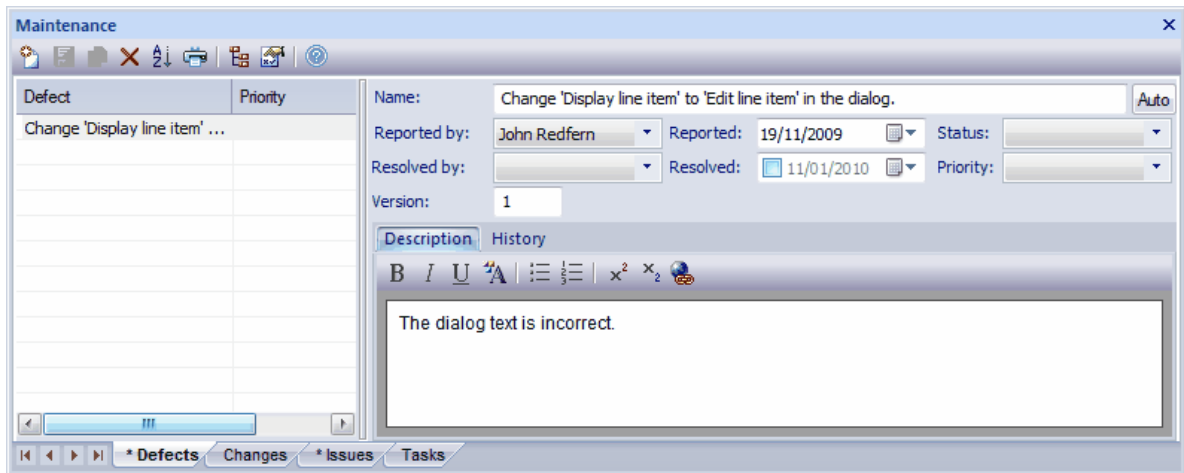 Maintenance
Defect Priority
Change 'Display line item' ...
Name: Change 'Display line item' to 'Edit line item' in the dialog. Auto
Reported by: John Redfern Reported: 19/11/2009 Status:
Resolved by: Resolved: 11/01/2010 Priority:
Version: 1
Description History
B I U A x² x₂
The dialog text is incorrect.
* Defects Changes * Issues Tasks